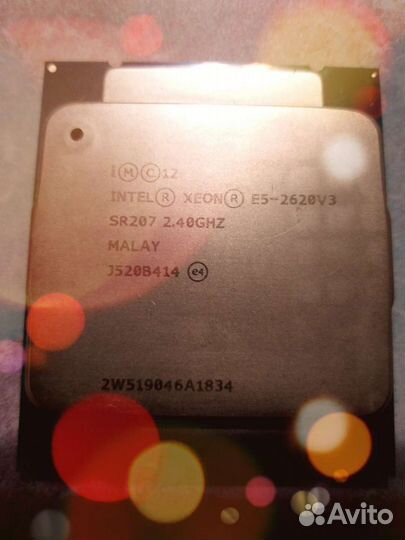 IⓂⒸ12
INTEL® XEON® E5-2620V3
SR207 2.40GHZ
MALAY
J520B414 e4
2W519046A1834
Avito